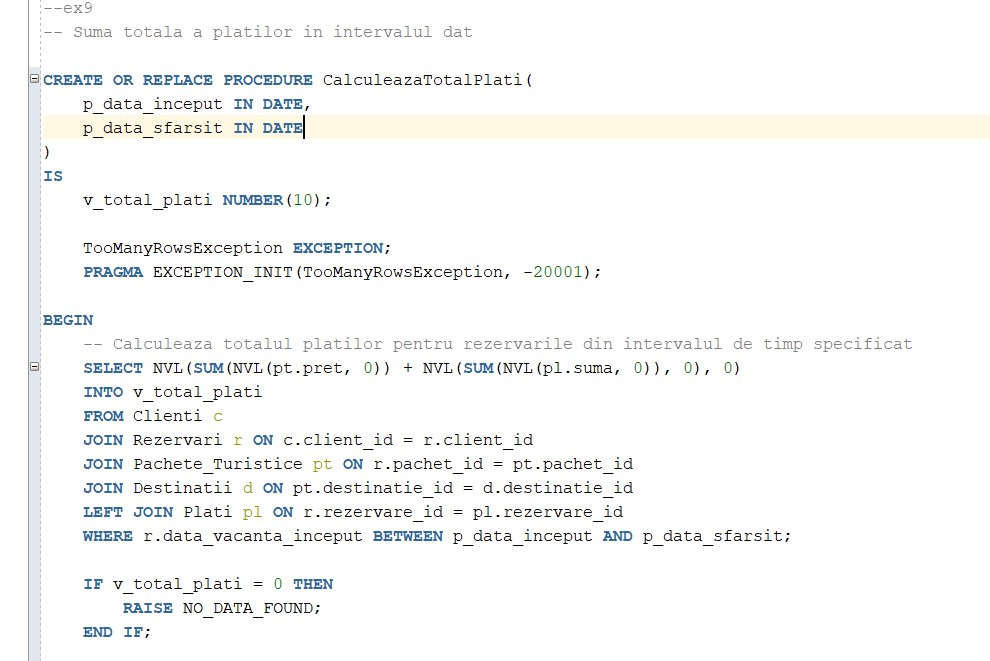 --ex9
-- Suma totala a platilor in intervalul dat
CREATE OR REPLACE PROCEDURE CalculeazaTotalPlati(
    p_data_inceput IN DATE,
    p_data_sfarsit IN DATE
)
IS
    v_total_plati NUMBER(10);
    TooManyRowsException EXCEPTION;
    PRAGMA EXCEPTION_INIT(TooManyRowsException, -20001);
BEGIN
    -- Calculeaza totalul platilor pentru rezervarile din intervalul de timp specificat
    SELECT NVL(SUM(NVL(pt.pret, 0)) + NVL(SUM(NVL(pl.suma, 0)), 0), 0)
    INTO v_total_plati
    FROM Clienti c
    JOIN Rezervari r ON c.client_id = r.client_id
    JOIN Pachete_Turistice pt ON r.pachet_id = pt.pachet_id
    JOIN Destinatii d ON pt.destinatie_id = d.destinatie_id
    LEFT JOIN Plati pl ON r.rezervare_id = pl.rezervare_id
    WHERE r.data_vacanta_inceput BETWEEN p_data_inceput AND p_data_sfarsit;
    IF v_total_plati = 0 THEN
        RAISE NO_DATA_FOUND;
    END IF;